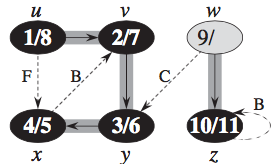 u v w
1/8 2/7 9/
F B C B
4/5 3/6 10/11
x y z